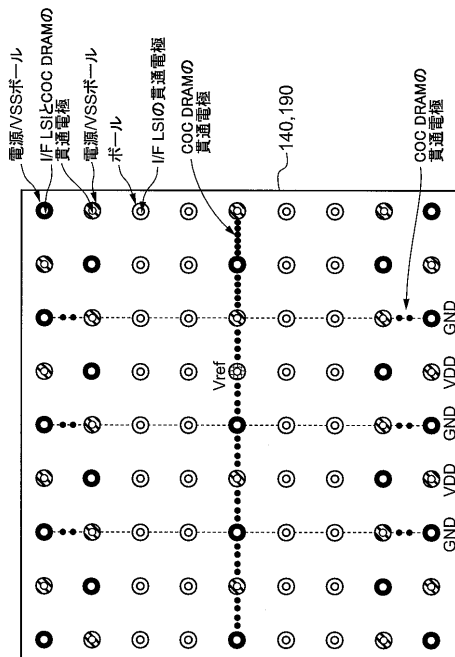 電源/VSSボール
I/F LSIとCOC DRAMの
貫通電極
電源/VSSボール
ボール
I/F LSIの貫通電極
COC DRAMの
貫通電極
140,190
COC DRAMの
貫通電極
Vref
GND
VDD
GND
VDD
GND